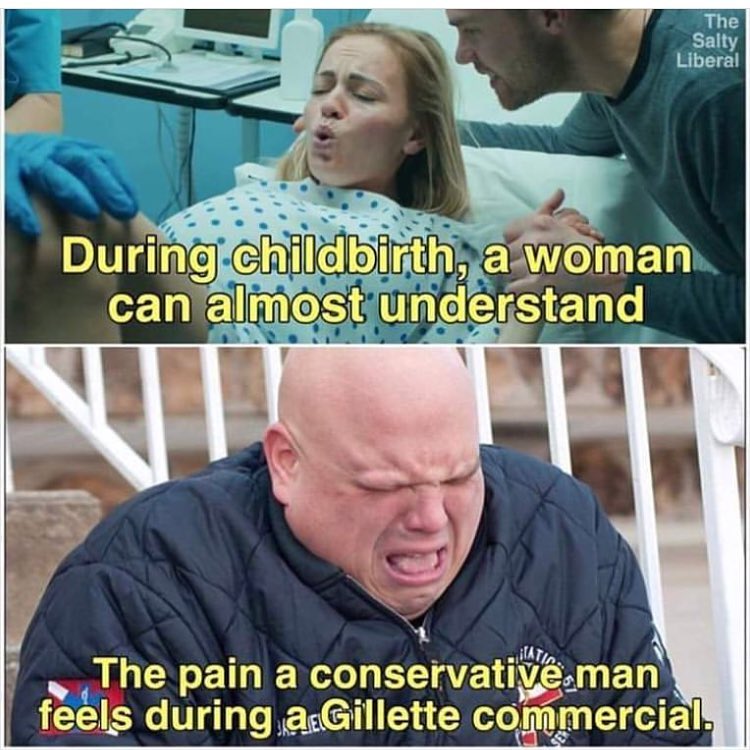 The
Salty
Liberal
During childbirth, a woman
can almost understand
The pain a conservative man
feels during a Gillette commercial.